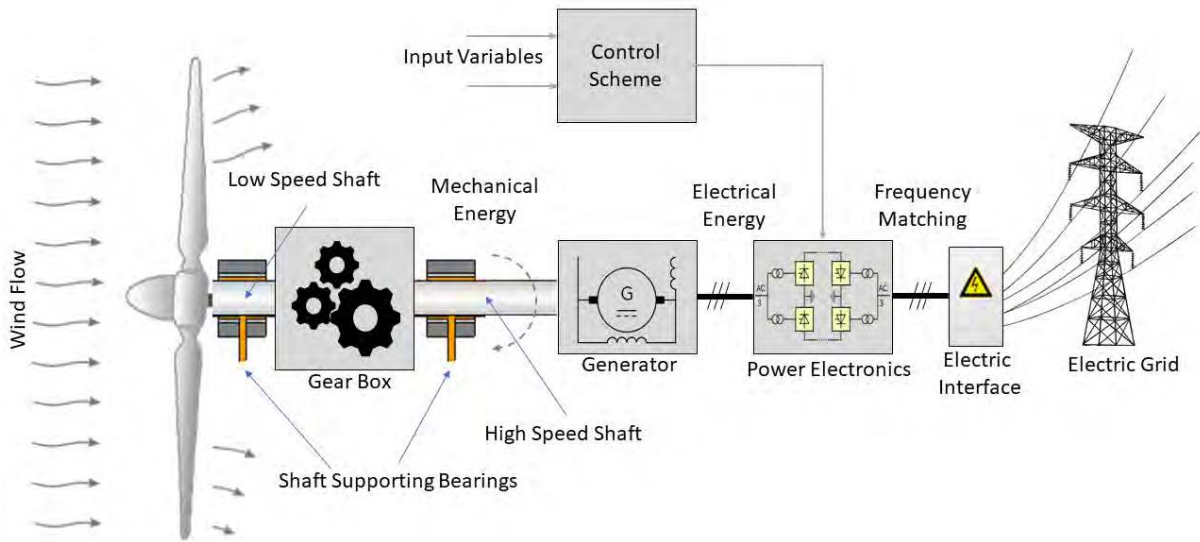 Input Variables
Control
Scheme
Low Speed Shaft
Mechanical
Energy
Electrical
Energy
Frequency
Matching
Wind Flow
G
AC
3
AC
3
Gear Box
Generator
Power Electronics
Electric
Interface
Electric Grid
High Speed Shaft
Shaft Supporting Bearings